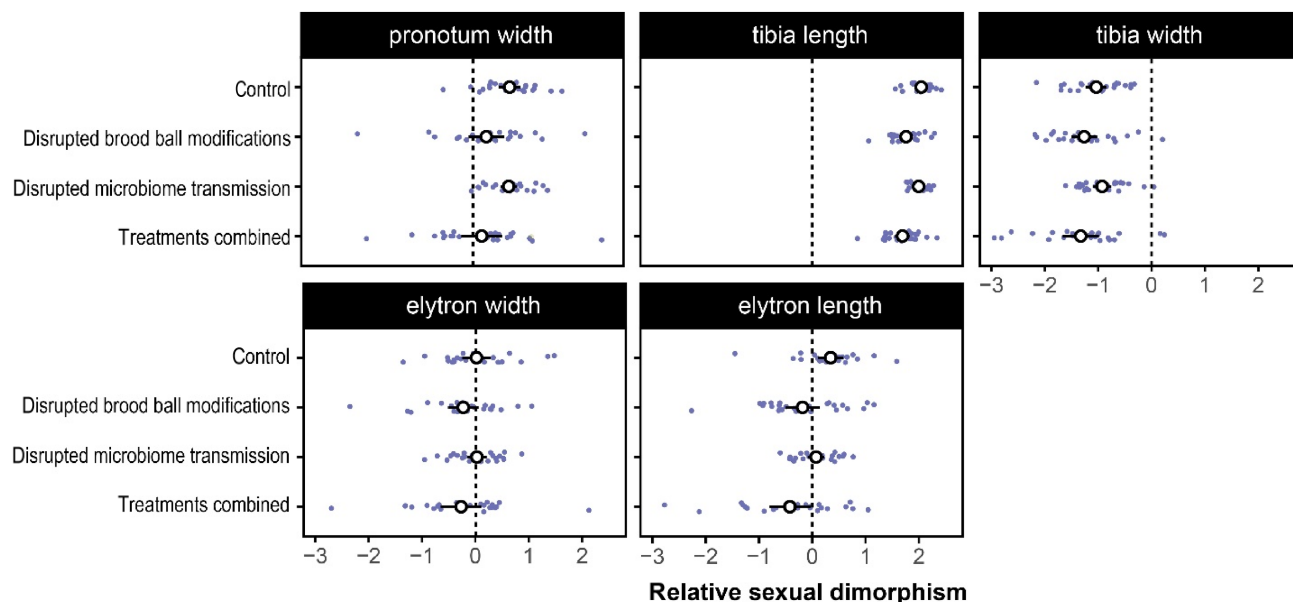 pronotum width
tibia length
tibia width
Control
Disrupted brood ball modifications
Disrupted microbiome transmission
Treatments combined
−3 −2 −1 0 1 2
elytron width
elytron length
Control
Disrupted brood ball modifications
Disrupted microbiome transmission
Treatments combined
−3 −2 −1 0 1 2
−3 −2 −1 0 1 2
Relative sexual dimorphism